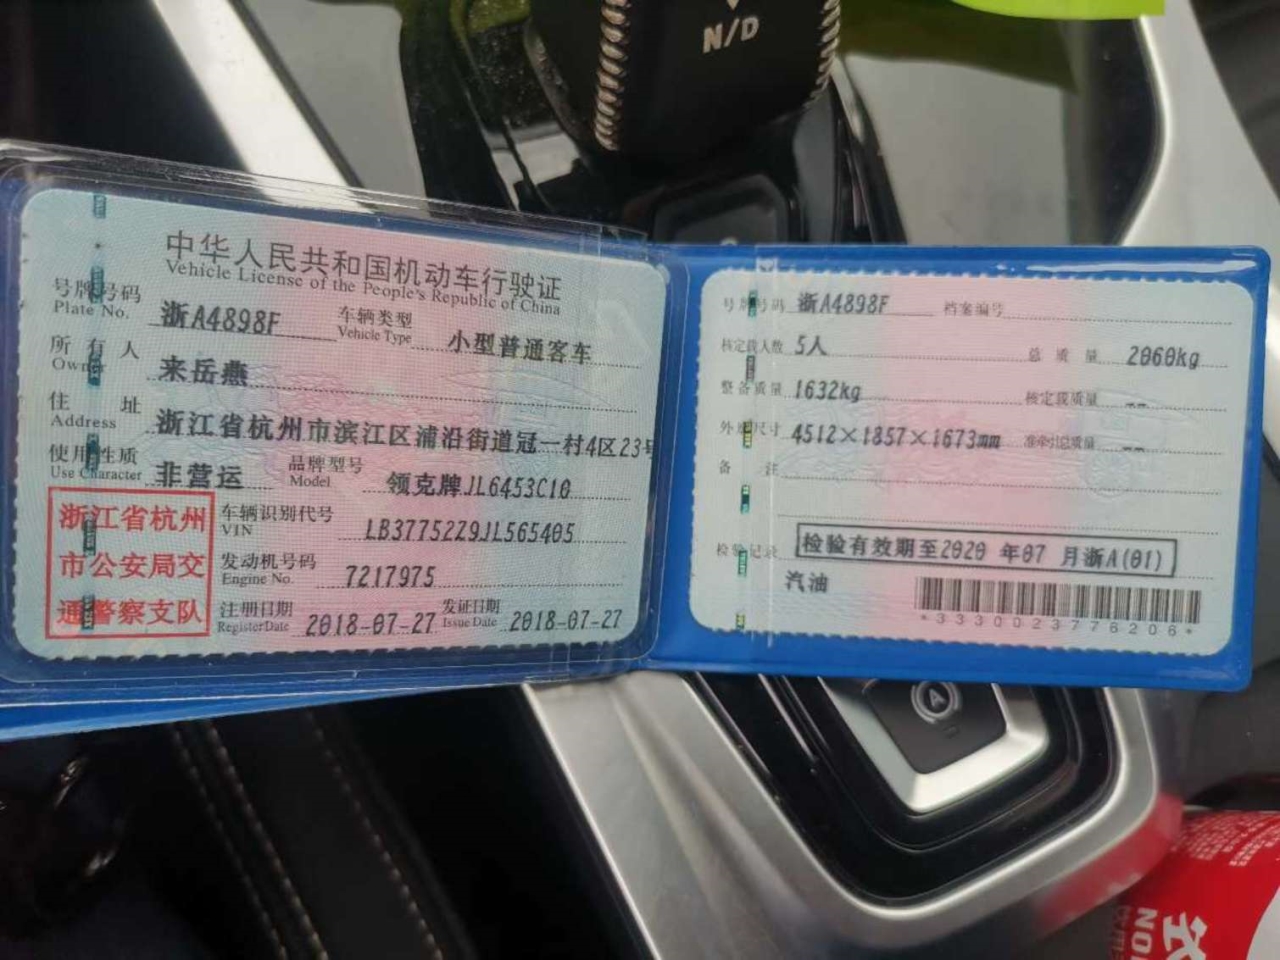 N/D
中华人民共和国机动车行驶证
Vehicle License of the People's Republic of China
号牌号码 浙A4898F 车辆类型 小型普通客车
Plate No. Vehicle Type
所有人 来岳燕
Owner
住址 浙江省杭州市滨江区浦沿街道冠一村4区23号
Address
使用性质 非营运 品牌型号 领克牌JL6453C10
Use Character Model
浙江省杭州
市公安局交
通警察支队
车辆识别代号 LB3775229JL565405
VIN
发动机号码 7217975
Engine No.
注册日期 2018-07-27 发证日期 2018-07-27
Register Date Issue Date
号牌号码 浙A4898F 档案编号
核定载人数 5人 总质量 2060kg
整备质量 1632kg 核定载质量 --
外廓尺寸 4512×1857×1673mm 准牵引总质量 --
备注
检验记录 检验有效期至2020 年07 月浙A(01)
汽油
*3330023776206*
A